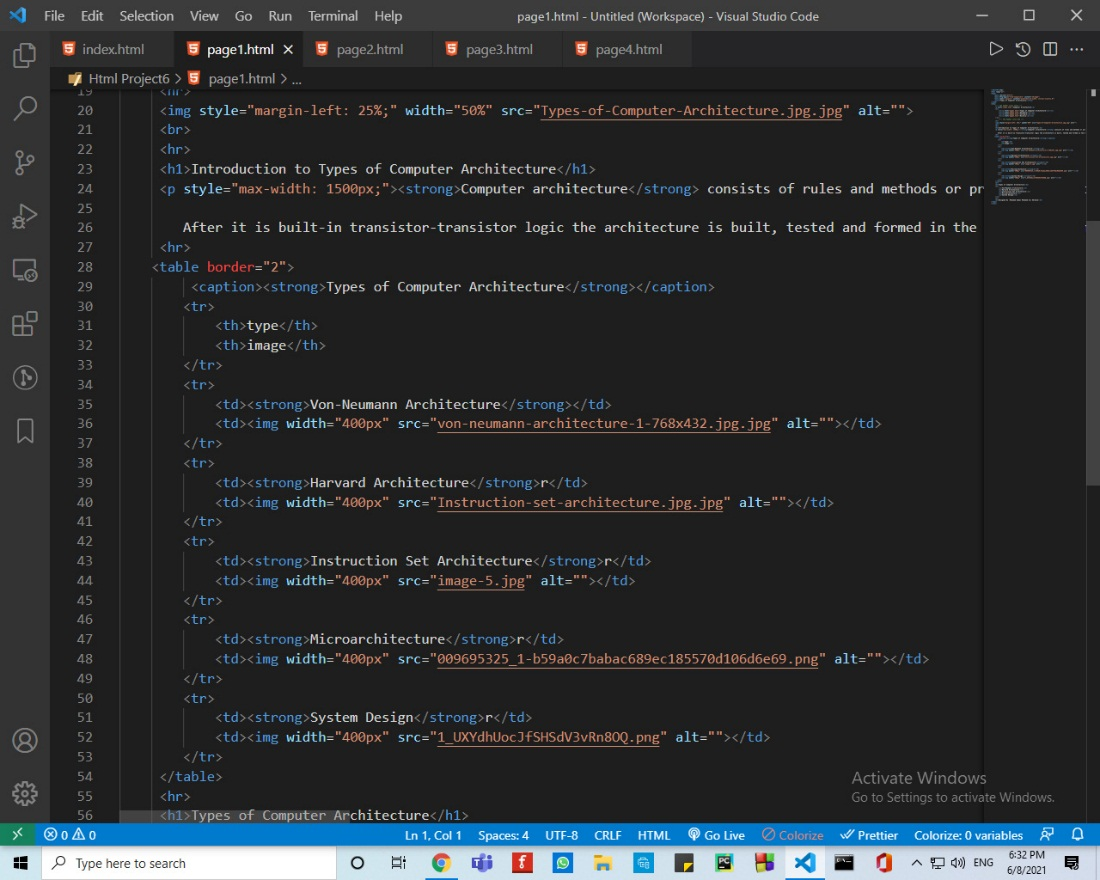 File Edit Selection View Go Run Terminal Help page1.html - Untitled (Workspace) - Visual Studio Code
index.html page1.html page2.html page3.html page4.html
Html Project6 > page1.html > ...
19 <hr>
20 <img style="margin-left: 25%;" width="50%" src="Types-of-Computer-Architecture.jpg.jpg" alt="">
21 <br>
22 <hr>
23 <h1>Introduction to Types of Computer Architecture</h1>
24 <p style="max-width: 1500px;"><strong>Computer architecture</strong> consists of rules and methods or pr
25
26 After it is built-in transistor-transistor logic the architecture is built, tested and formed in the
27 <hr>
28 <table border="2">
29 <caption><strong>Types of Computer Architecture</strong></caption>
30 <tr>
31 <th>type</th>
32 <th>image</th>
33 </tr>
34 <tr>
35 <td><strong>Von-Neumann Architecture</strong></td>
36 <td><img width="400px" src="von-neumann-architecture-1-768x432.jpg.jpg" alt=""></td>
37 </tr>
38 <tr>
39 <td><strong>Harvard Architecture</strong>r</td>
40 <td><img width="400px" src="Instruction-set-architecture.jpg.jpg" alt=""></td>
41 </tr>
42 <tr>
43 <td><strong>Instruction Set Architecture</strong>r</td>
44 <td><img width="400px" src="image-5.jpg" alt=""></td>
45 </tr>
46 <tr>
47 <td><strong>Microarchitecture</strong>r</td>
48 <td><img width="400px" src="009695325_1-b59a0c7babac689ec185570d106d6e69.png" alt=""></td>
49 </tr>
50 <tr>
51 <td><strong>System Design</strong>r</td>
52 <td><img width="400px" src="1_UXYdhUocJfSHSdV3vRn8OQ.png" alt=""></td>
53 </tr>
54 </table>
55 <hr>
56 <h1>Types of Computer Architecture</h1>
Activate Windows
Go to Settings to activate Windows.
0 0 Ln 1, Col 1 Spaces: 4 UTF-8 CRLF HTML Go Live Colorize Prettier Colorize: 0 variables
Type here to search ENG 6:32 PM
6/8/2021